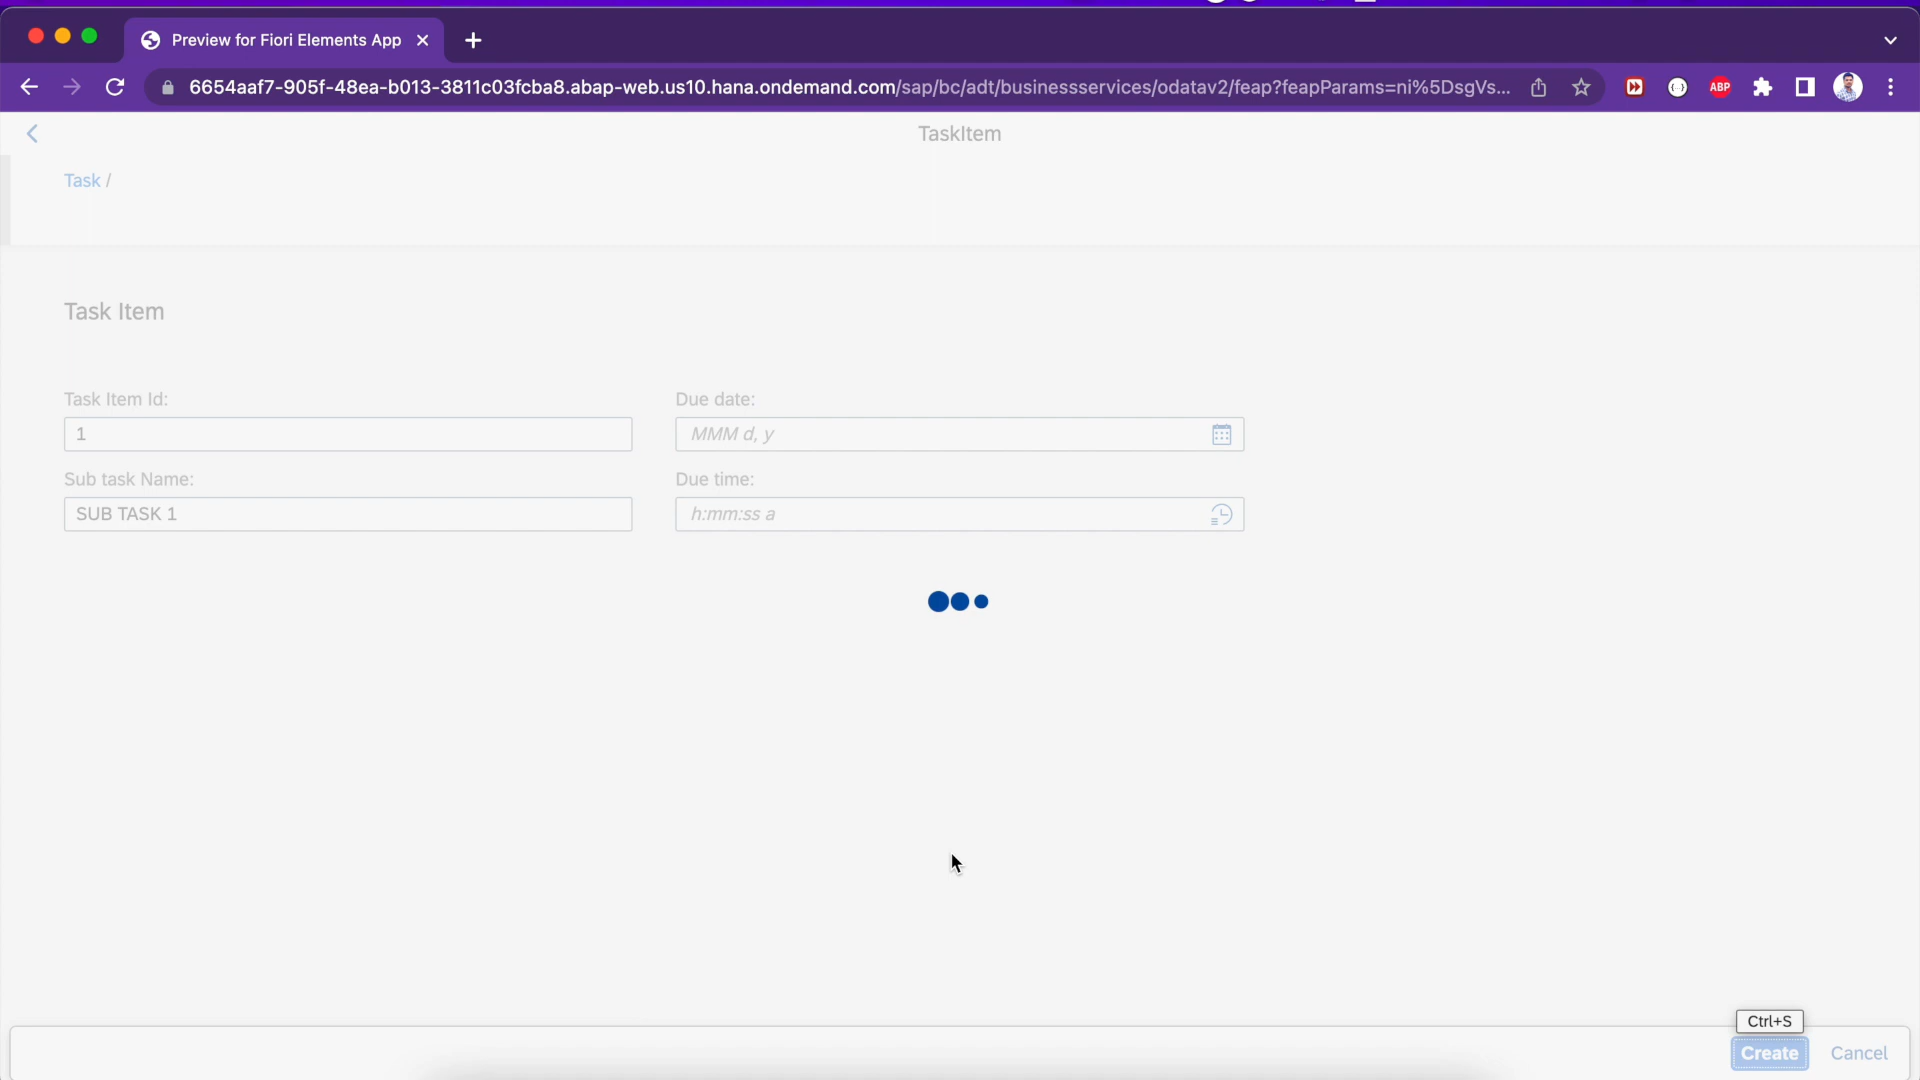 Preview for Fiori Elements App
6654aaf7-905f-48ea-b013-3811c03fcba8.abap-web.us10.hana.ondemand.com/sap/bc/adt/businessservices/odatav2/feap?feapParams=ni%5DsgVs...
ABP
TaskItem
Task /
Task Item
Task Item Id:
Due date:
1
MMM d, y
Sub task Name:
Due time:
SUB TASK 1
h:mm:ss a
Ctrl+S
Create
Cancel